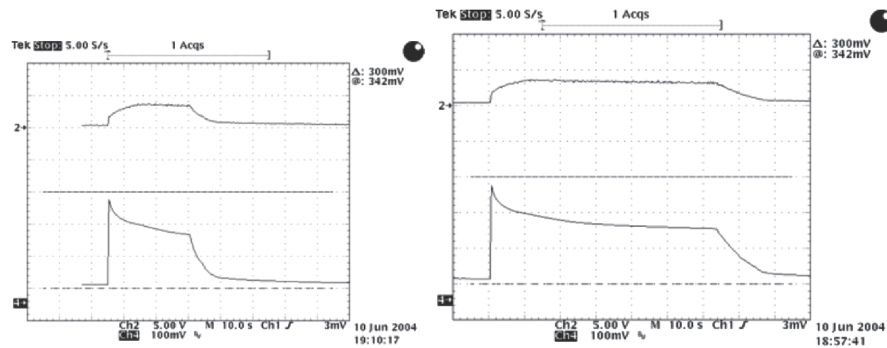 Tek Stop: 5.00 S/s 1 Acqs
Δ: 300mV
@: 342mV
2→
4→
Ch2 5.00 V M 10.0 s Ch1 ∫ 3mV
Ch4 100mV ∿
10 Jun 2004
19:10:17
Tek Stop: 5.00 S/s 1 Acqs
Δ: 300mV
@: 342mV
2→
4→
Ch2 5.00 V M 10.0 s Ch1 ∫ 3mV
Ch4 100mV ∿
10 Jun 2004
18:57:41